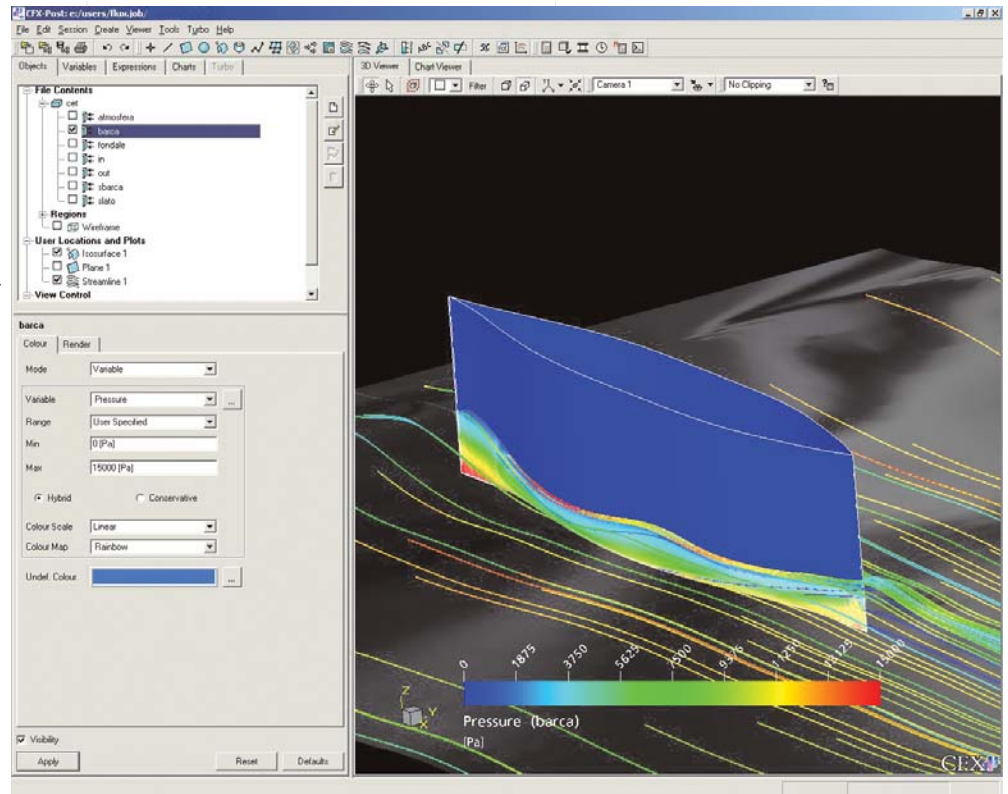 CFX-Post: e:/users/flux.job/
File Edit Session Create Viewer Tools Turbo Help
Objects Variables Expressions Charts Turbo
File Contents
cet
atmosfera
barca
fondale
in
out
sbarca
slato
Regions
Wireframe
User Locations and Plots
Isosurface 1
Plane 1
Streamline 1
View Control
barca
Colour Render
Mode Variable
Variable Pressure ...
Range User Specified
Min 0 [Pa]
Max 15000 [Pa]
Hybrid Conservative
Colour Scale Linear
Colour Map Rainbow
Undef. Colour ...
Visibility
Apply Reset Defaults
3D Viewer Chart Viewer
Filter Camera 1 No Clipping
0 1875 3750 5625 7500 9375 11250 13125 15000
Z
Y
X
Pressure (barca)
[Pa]
CFX